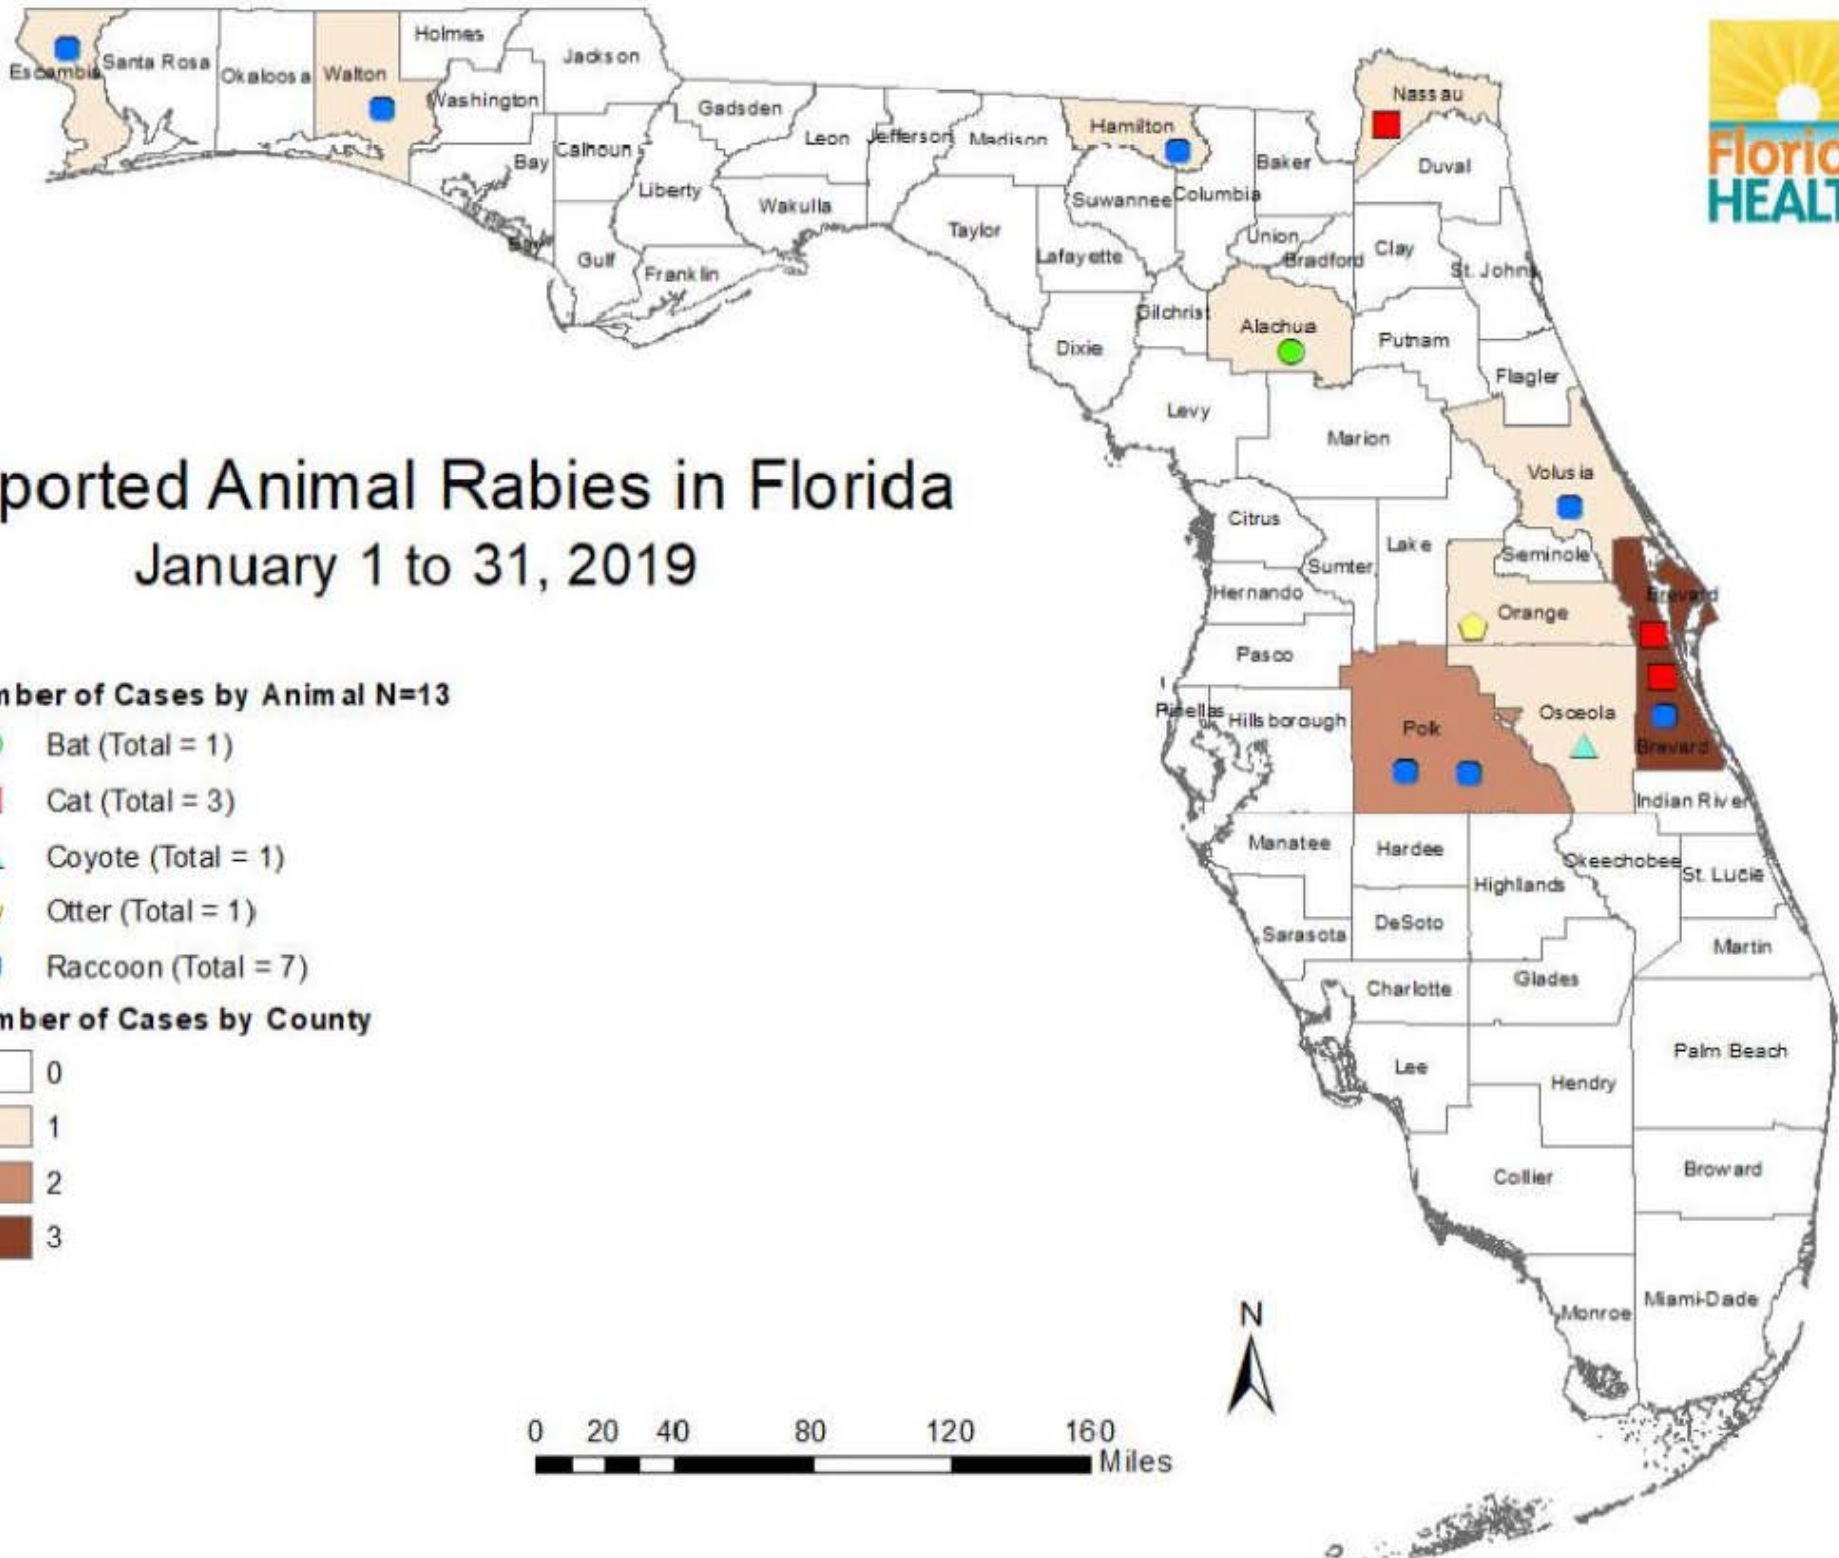 Holmes
Jackson
Escambia
Santa Rosa
Okaloosa
Walton
Washington
Gadsden
Leon
Jefferson
Madison
Hamilton
Nassau
Florid
HEALT
Bay
Calhoun
Liberty
Wakulla
Suwannee
Columbia
Baker
Duval
Taylor
Lafayette
Union
Bradford
Clay
St. Johns
Bay
Gulf
Franklin
Gilchrist
Alachua
Putnam
Dixie
Flagler
Levy
Marion
Volusia
ported Animal Rabies in Florida
January 1 to 31, 2019
Citrus
Lake
Seminole
Sumter
Hernando
Brevard
Orange
Pasco
mber of Cases by Animal N=13
Bat (Total = 1)
Cat (Total = 3)
Coyote (Total = 1)
Otter (Total = 1)
Raccoon (Total = 7)
mber of Cases by County
0
1
2
3
Pinellas
Hillsborough
Polk
Osceola
Brevard
Indian River
Manatee
Hardee
Highlands
Okeechobee
St. Lucie
Sarasota
DeSoto
Martin
Charlotte
Glades
Lee
Hendry
Palm Beach
Collier
Broward
Monroe
Miami-Dade
N
0 20 40 80 120 160
Miles